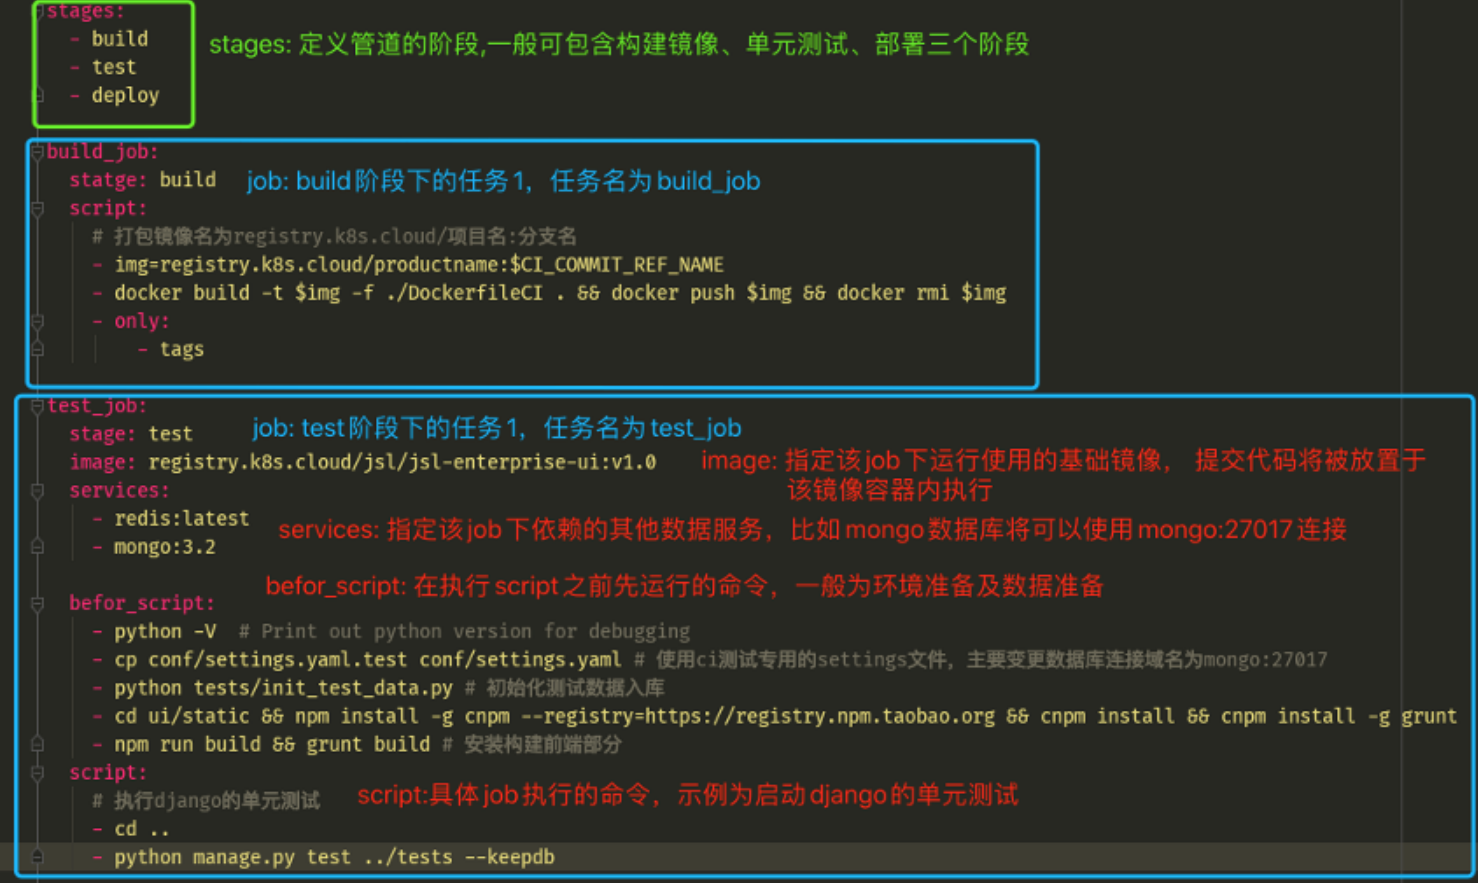 stages:
- build
stages: 定义管道的阶段,一般可包含构建镜像、单元测试、部署三个阶段
- test
- deploy
build_job:
statge: build
job: build阶段下的任务1，任务名为build_job
script:
# 打包镜像名为registry.k8s.cloud/项目名:分支名
- img=registry.k8s.cloud/productname:$CI_COMMIT_REF_NAME
- docker build -t $img -f ./DockerfileCI . && docker push $img && docker rmi $img
- only:
- tags
test_job:
job: test阶段下的任务1，任务名为test_job
stage: test
image: registry.k8s.cloud/jsl/jsl-enterprise-ui:v1.0
image: 指定该job下运行使用的基础镜像， 提交代码将被放置于
该镜像容器内执行
services:
- redis:latest
services: 指定该job下依赖的其他数据服务，比如mongo数据库将可以使用mongo:27017连接
- mongo:3.2
befor_script: 在执行script之前先运行的命令，一般为环境准备及数据准备
befor_script:
- python -V # Print out python version for debugging
- cp conf/settings.yaml.test conf/settings.yaml # 使用ci测试专用的settings文件，主要变更数据库连接域名为mongo:27017
- python tests/init_test_data.py # 初始化测试数据入库
- cd ui/static && npm install -g cnpm --registry=https://registry.npm.taobao.org && cnpm install && cnpm install -g grunt
- npm run build && grunt build # 安装构建前端部分
script:
# 执行django的单元测试
script:具体job执行的命令，示例为启动django的单元测试
- cd ..
- python manage.py test ../tests --keepdb